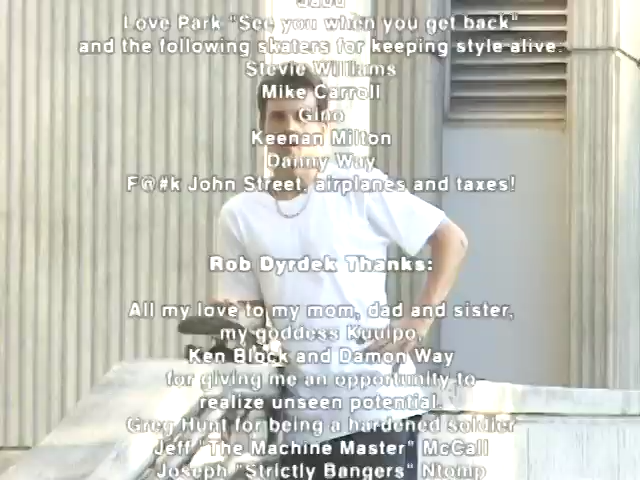 Love Park "See you when you get back"
and the following skaters for keeping style alive:
Stevie Williams
Mike Carroll
Gino
Keenan Milton
Danny Way
F@#k John Street, airplanes and taxes!
Rob Dyrdek Thanks:
All my love to my mom, dad and sister,
my goddess Kuulpo,
Ken Block and Damon Way
for giving me an opportunity to
realize unseen potential.
Greg Hunt for being a hardened soldier
Jeff "The Machine Master" McCall
Joseph "Strictly Bangers" Ntomp